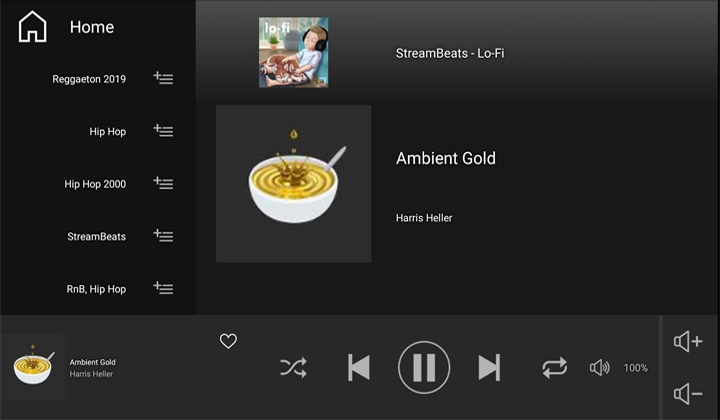 Home
Reggaeton 2019
Hip Hop
Hip Hop 2000
StreamBeats
RnB, Hip Hop
lo-fi
StreamBeats - Lo-Fi
Ambient Gold
Harris Heller
Ambient Gold
Harris Heller
100%